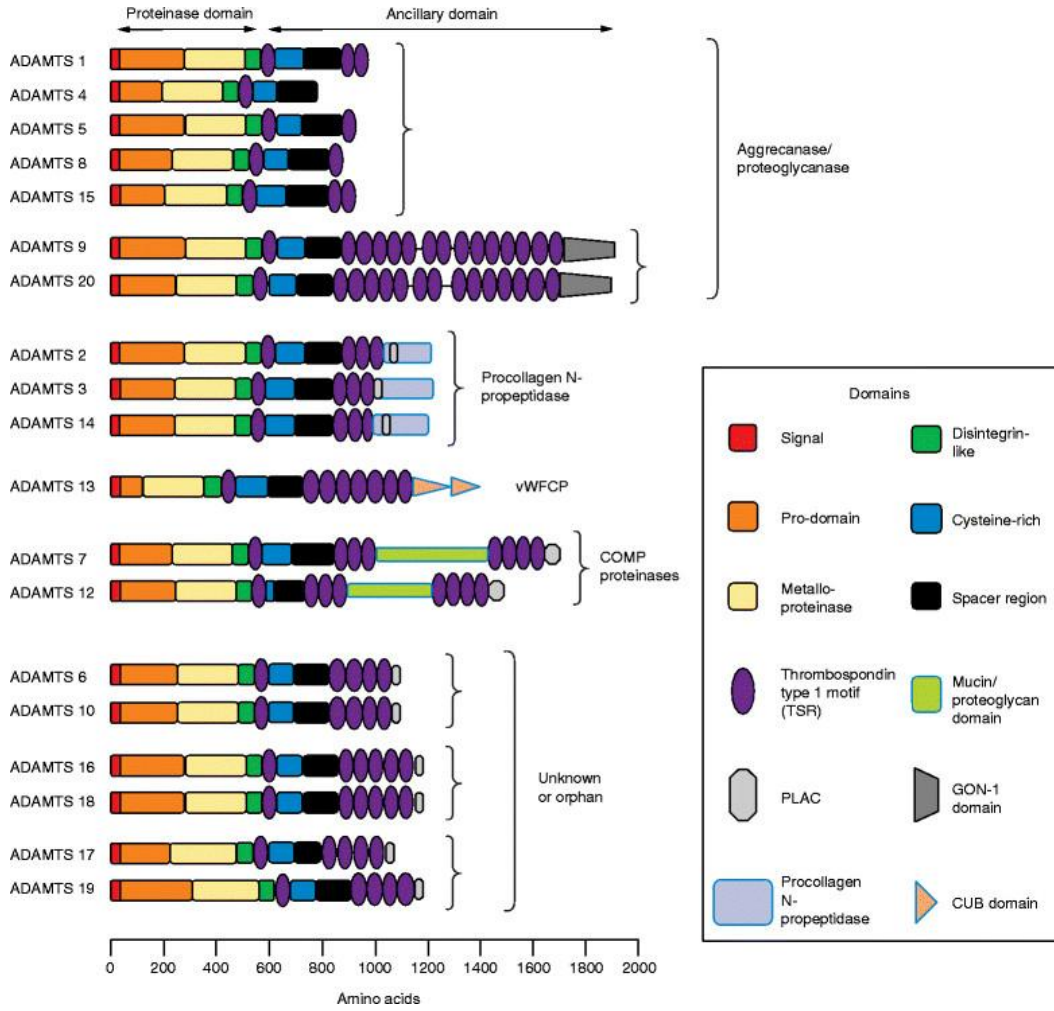 Proteinase domain
Ancillary domain
ADAMTS 1
ADAMTS 4
ADAMTS 5
ADAMTS 8
ADAMTS 15
Aggrecanase/
proteoglycanase
ADAMTS 9
ADAMTS 20
ADAMTS 2
ADAMTS 3
ADAMTS 14
Procollagen N-
propeptidase
ADAMTS 13
vWFCP
ADAMTS 7
ADAMTS 12
COMP
proteinases
ADAMTS 6
ADAMTS 10
ADAMTS 16
ADAMTS 18
ADAMTS 17
ADAMTS 19
Unknown
or orphan
0 200 400 600 800 1000 1200 1400 1600 1800 2000
Amino acids
Domains
Signal
Disintegrin-
like
Pro-domain
Cysteine-rich
Metallo-
proteinase
Spacer region
Thrombospondin
type 1 motif
(TSR)
Mucin/
proteoglycan
domain
PLAC
GON-1
domain
Procollagen
N-
propeptidase
CUB domain